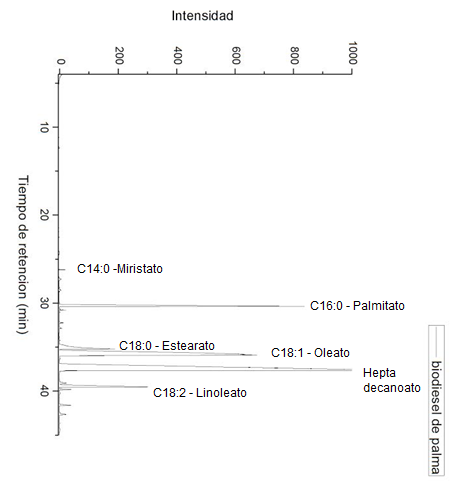 Intensidad
0
200
400
600
800
1000
10
20
30
40
Tiempo de retencion (min)
C14:0 -Miristato
C16:0 - Palmitato
C18:0 - Estearato
C18:1 - Oleato
Hepta
decanoato
C18:2 - Linoleato
biodiesel de palma